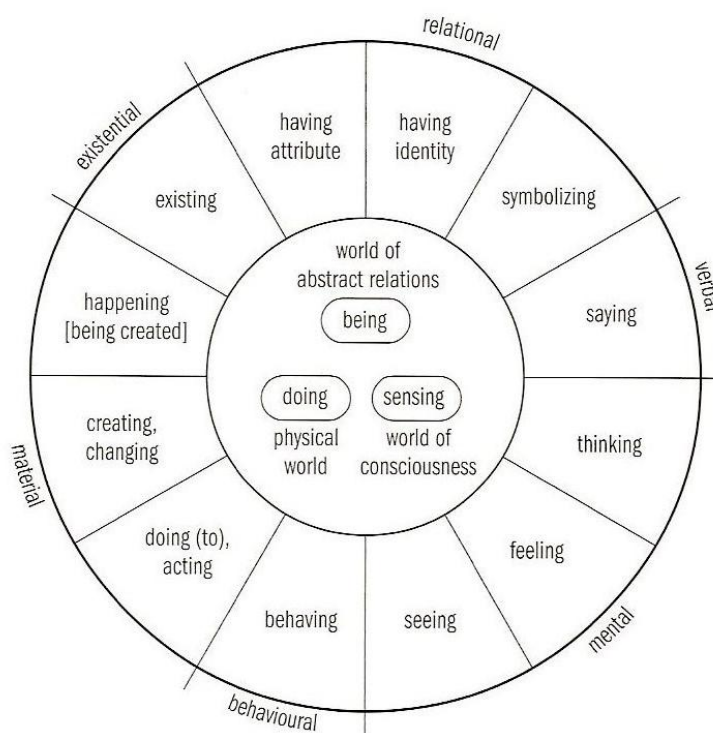 relational
existential
having
attribute
having
identity
existing
symbolizing
verbal
happening
[being created]
world of
abstract relations
being
saying
creating,
changing
doing
sensing
physical
world
world of
consciousness
thinking
material
doing (to),
acting
feeling
behaving
seeing
mental
behavioural